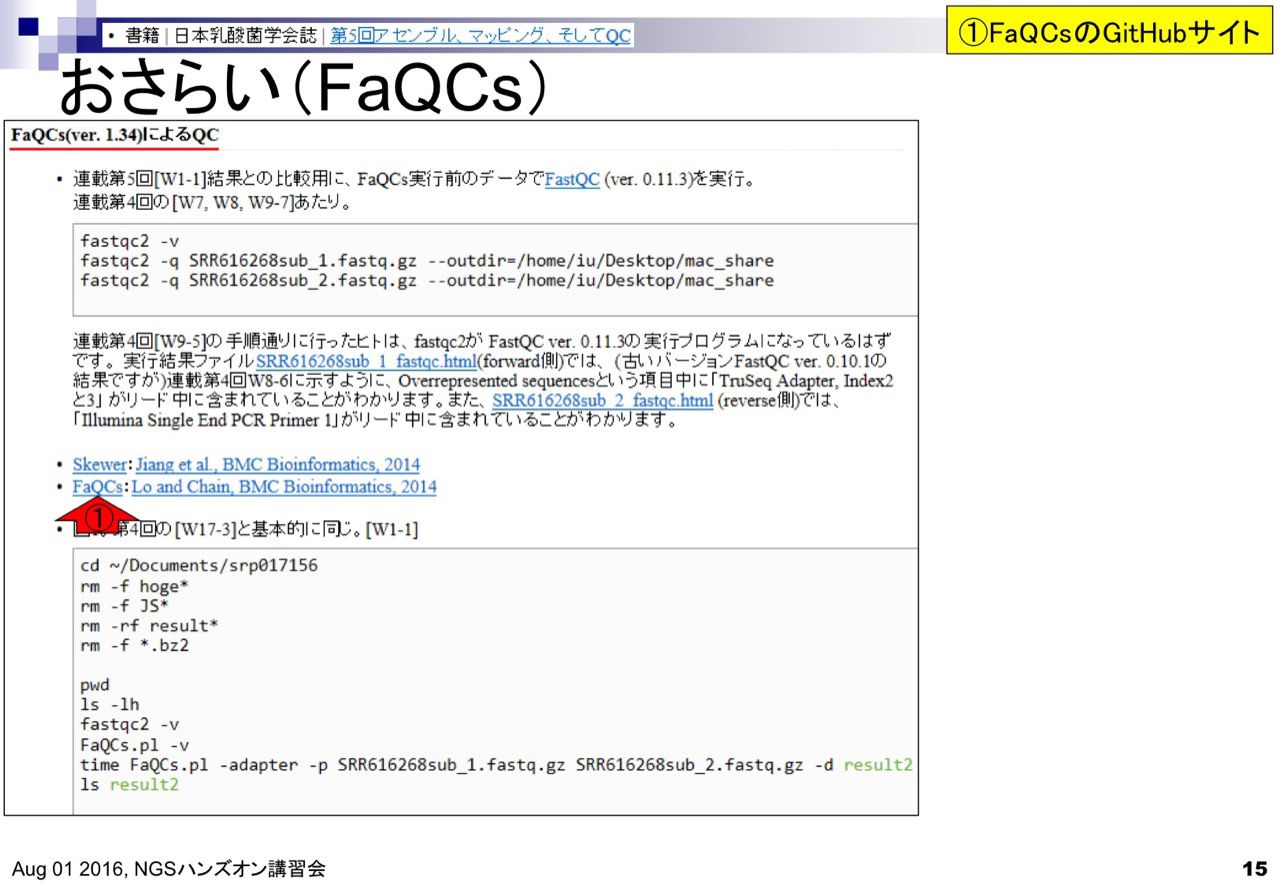 • 書籍 | 日本乳酸菌学会誌 | 第5回アセンブル、マッピング、そしてQC
①FaQCsのGitHubサイト
おさらい（FaQCs）
FaQCs(ver. 1.34)によるQC
• 連載第5回[W1-1]結果との比較用に、FaQCs実行前のデータでFastQC (ver. 0.11.3)を実行。
連載第4回の[W7, W8, W9-7]あたり。
fastqc2 -v
fastqc2 -q SRR616268sub_1.fastq.gz --outdir=/home/iu/Desktop/mac_share
fastqc2 -q SRR616268sub_2.fastq.gz --outdir=/home/iu/Desktop/mac_share
連載第4回[W9-5]の手順通りに行ったヒトは、fastqc2が FastQC ver. 0.11.3の実行プログラムになっているはず
です。実行結果ファイルSRR616268sub_1_fastqc.html(forward側)では、(古いバージョンFastQC ver. 0.10.1の
結果ですが)連載第4回W8-6に示すように、Overrepresented sequencesという項目中に「TruSeq Adapter, Index2
と3」がリード中に含まれていることがわかります。また、SRR616268sub_2_fastqc.html (reverse側)では、
「Illumina Single End PCR Primer 1」がリード中に含まれていることがわかります。
• Skewer：Jiang et al., BMC Bioinformatics, 2014
• FaQCs：Lo and Chain, BMC Bioinformatics, 2014
①
• 第4回の[W17-3]と基本的に同じ。[W1-1]
cd ~/Documents/srp017156
rm -f hoge*
rm -f JS*
rm -rf result*
rm -f *.bz2
pwd
ls -lh
fastqc2 -v
FaQCs.pl -v
time FaQCs.pl -adapter -p SRR616268sub_1.fastq.gz SRR616268sub_2.fastq.gz -d result2
ls result2
Aug 01 2016, NGSハンズオン講習会
15